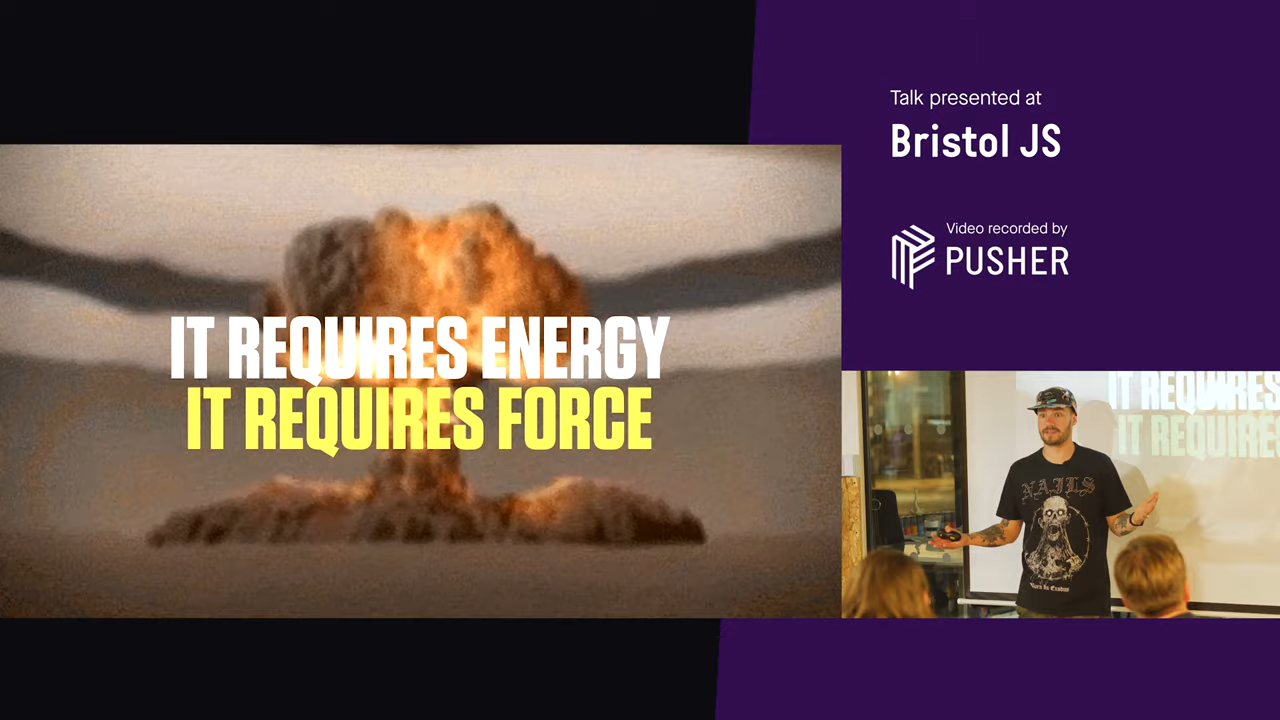 IT REQUIRES ENERGY
IT REQUIRES FORCE
Talk presented at
Bristol JS
Video recorded by
PUSHER
IT REQUIRES
IT REQUIRE
NAILS